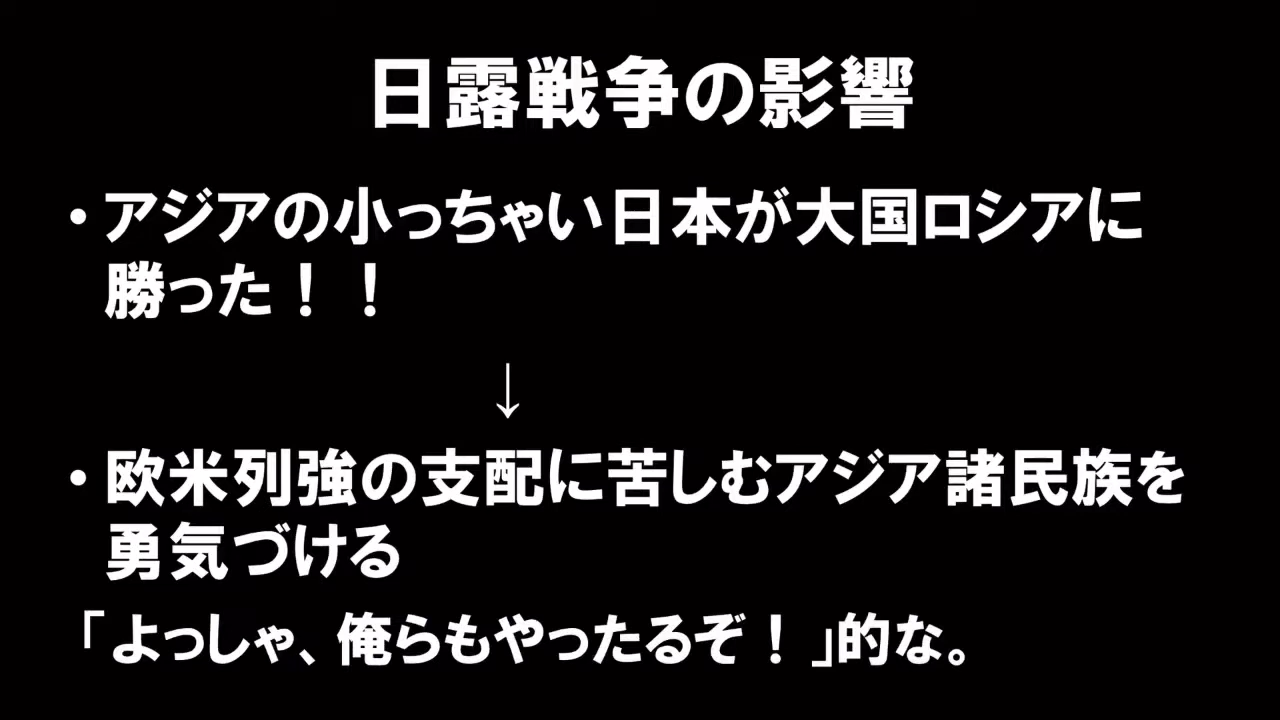 日露戦争の影響
• アジアの小っちゃい日本が大国ロシアに
勝った！！
↓
• 欧米列強の支配に苦しむアジア諸民族を
勇気づける
「よっしゃ、俺らもやったるぞ！」的な。